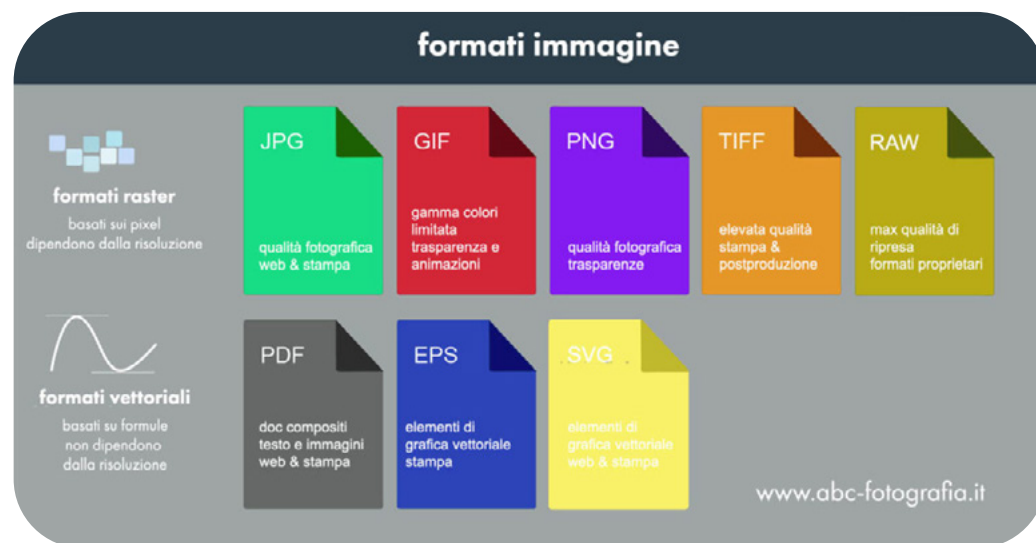 formati immagine
formati raster
basati sui pixel
dipendono dalla risoluzione
JPG
qualità fotografica
web & stampa
GIF
gamma colori
limitata
trasparenza e
animazioni
PNG
qualità fotografica
trasparenze
TIFF
elevata qualità
stampa &
postproduzione
RAW
max qualità di
ripresa
formati proprietari
formati vettoriali
basati su formule
non dipendono
dalla risoluzione
PDF
doc compositi
testo e immagini
web & stampa
EPS
elementi di
grafica vettoriale
stampa
SVG
elementi di
grafica vettoriale
web & stampa
www.abc-fotografia.it